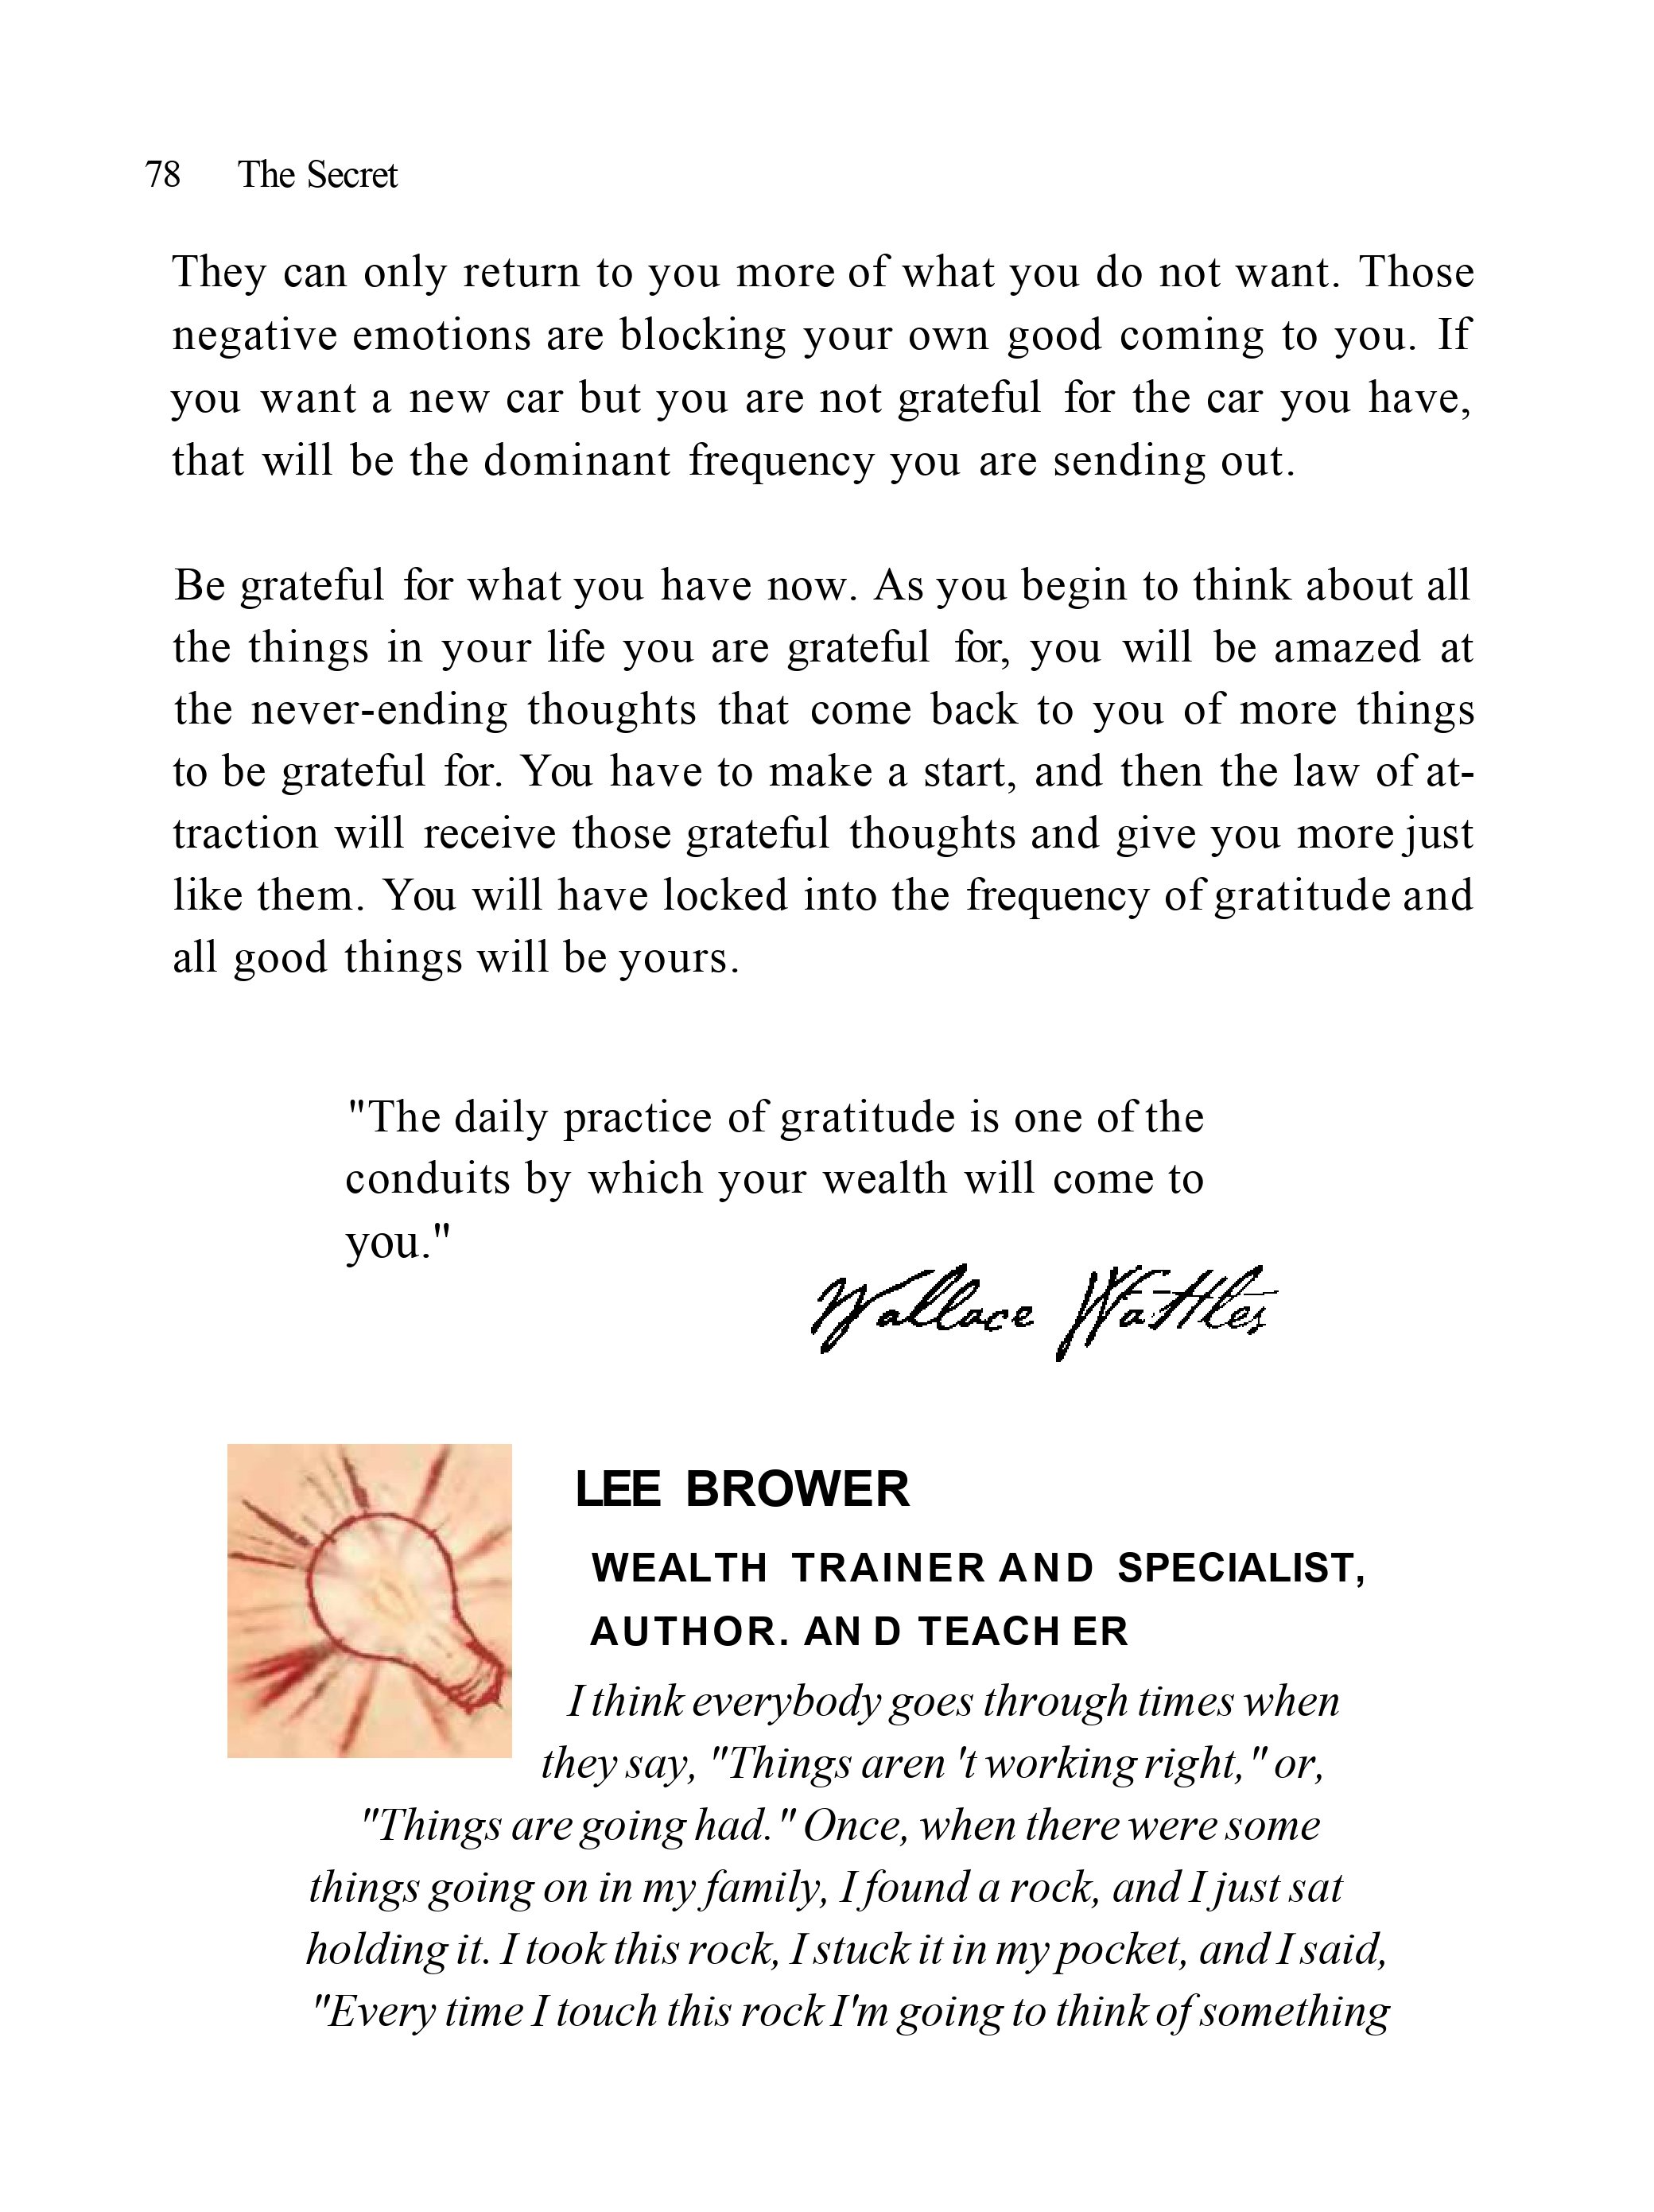 78 The Secret
They can only return to you more of what you do not want. Those
negative emotions are blocking your own good coming to you. If
you want a new car but you are not grateful for the car you have,
that will be the dominant frequency you are sending out.
Be grateful for what you have now. As you begin to think about all
the things in your life you are grateful for, you will be amazed at
the never-ending thoughts that come back to you of more things
to be grateful for. You have to make a start, and then the law of at-
traction will receive those grateful thoughts and give you more just
like them. You will have locked into the frequency of gratitude and
all good things will be yours.
"The daily practice of gratitude is one of the
conduits by which your wealth will come to
you."
Wallace Wattles
LEE BROWER
WEALTH TRAINER AND SPECIALIST,
AUTHOR. AN D TEACH ER
I think everybody goes through times when
they say, "Things aren 't working right," or,
"Things are going had." Once, when there were some
things going on in my family, I found a rock, and I just sat
holding it. I took this rock, I stuck it in my pocket, and I said,
"Every time I touch this rock I'm going to think of something